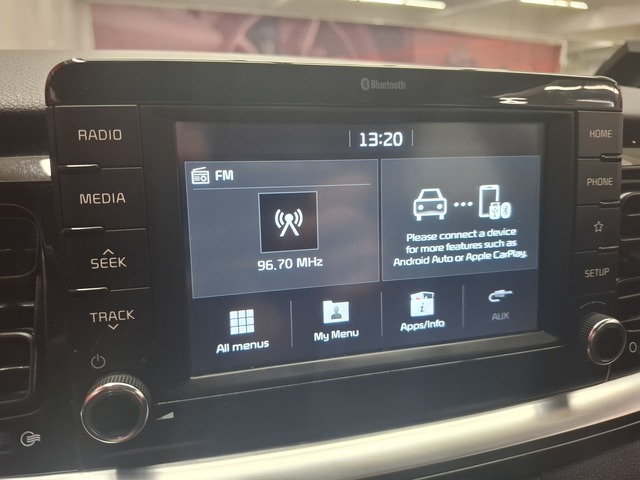 Bluetooth
RADIO
MEDIA
SEEK
TRACK
13:20
FM
96.70 MHz
Please connect a device
for more features such as
Android Auto or Apple CarPlay.
All menus
My Menu
Apps/Info
AUX
HOME
PHONE
SETUP